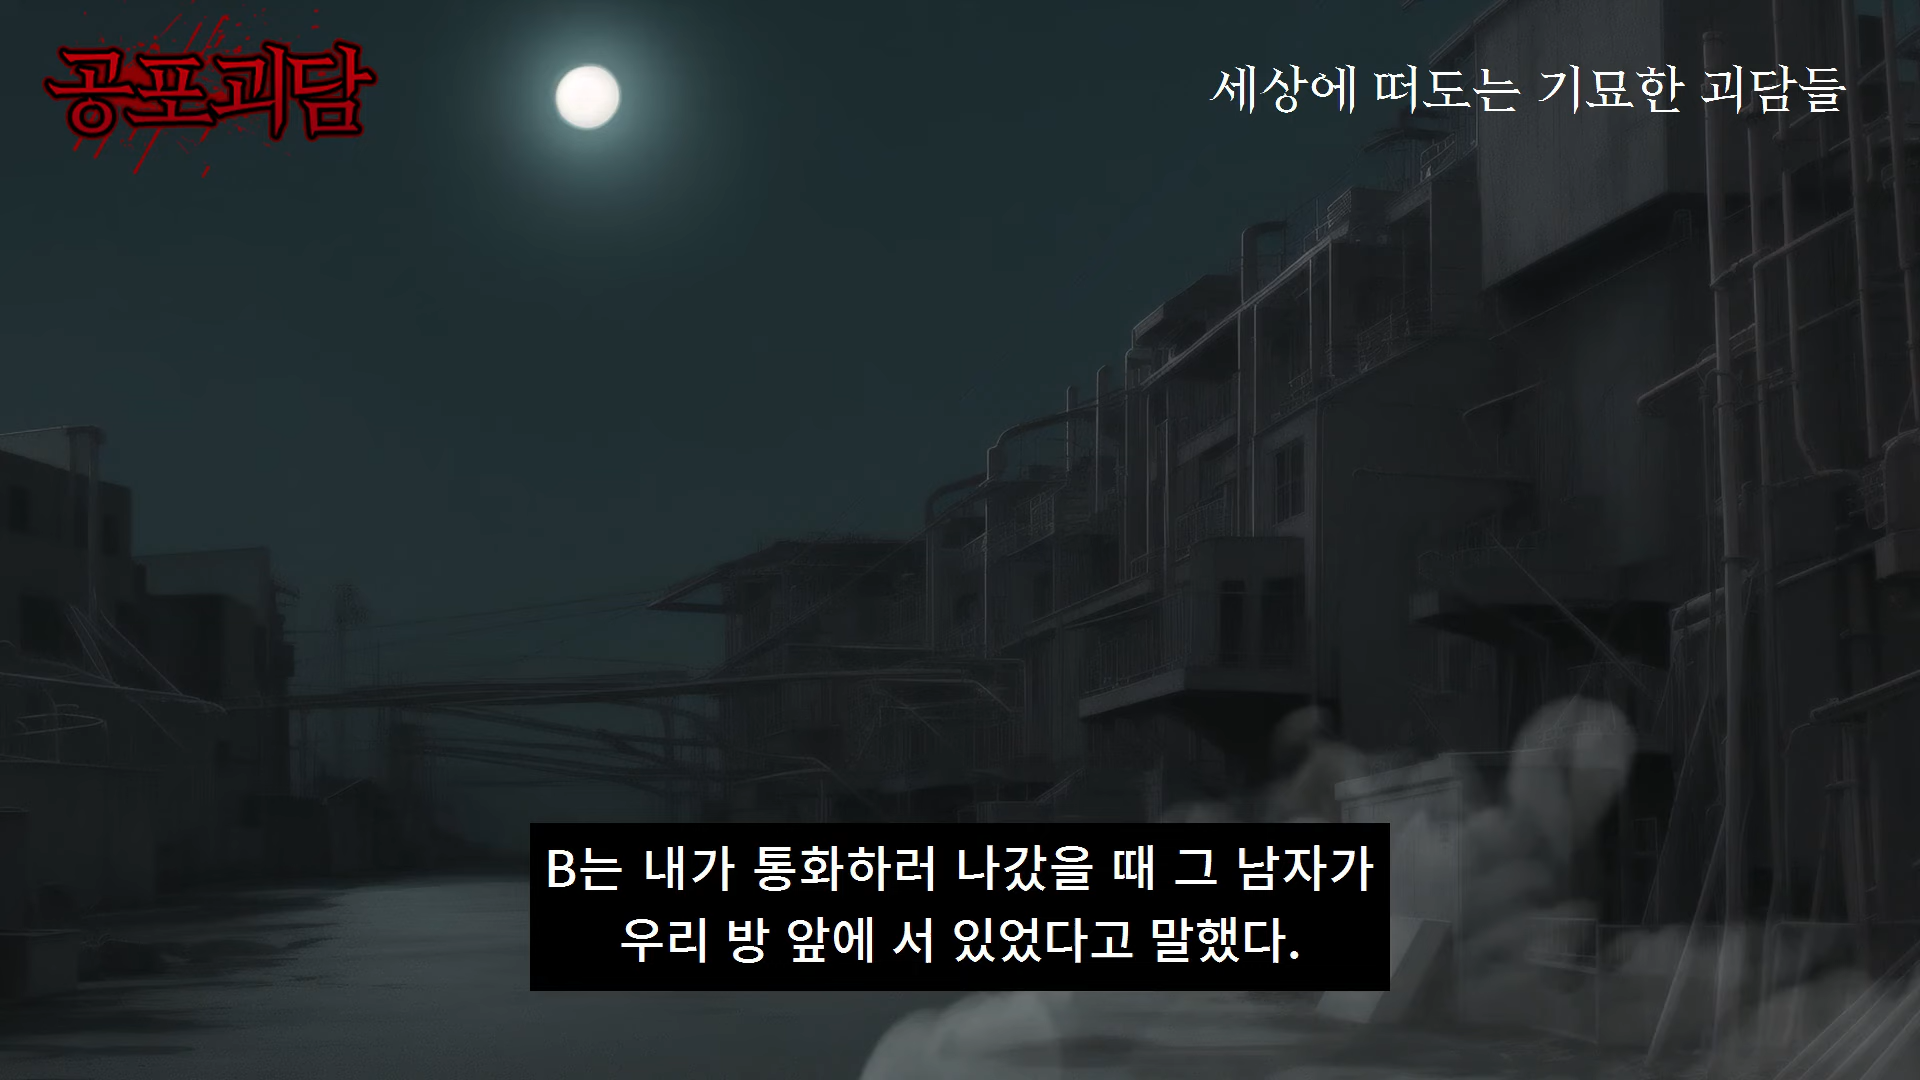 공포괴담
세상에 떠도는 기묘한 괴담들
B는 내가 통화하러 나갔을 때 그 남자가
우리 방 앞에 서 있었다고 말했다.